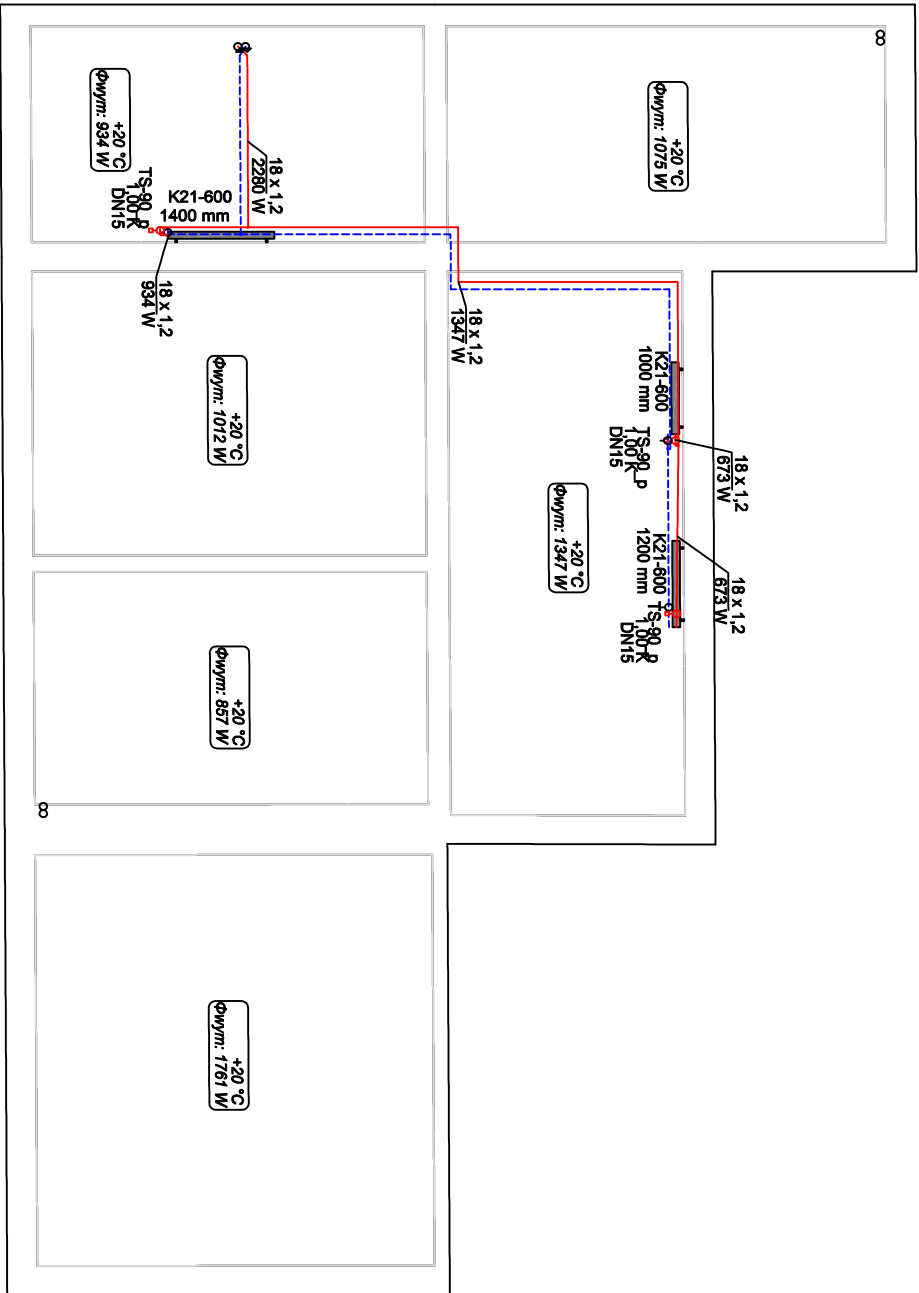 ∞
+20 °C
Φwym: 934 W
+20 °C
Φwym: 1075 W
18 x 1,2
2280 W
K21-600
1400 mm
TS-90_p
1,00 K
DN15
18 x 1,2
934 W
18 x 1,2
1347 W
K21-600
1000 mm
TS-90_p
1,00 K
DN15
18 x 1,2
673 W
+20 °C
Φwym: 1012 W
+20 °C
Φwym: 1347 W
K21-600
1200 mm
TS-90_p
1,00 K
DN15
18 x 1,2
673 W
+20 °C
Φwym: 857 W
∞
+20 °C
Φwym: 1761 W